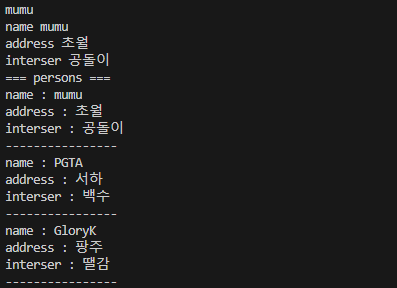 mumu
name mumu
address 초월
interser 공돌이
=== persons ===
name : mumu
address : 초월
interser : 공돌이
----------------
name : PGTA
address : 서하
interser : 백수
----------------
name : GloryK
address : 팡주
interser : 땔감
----------------